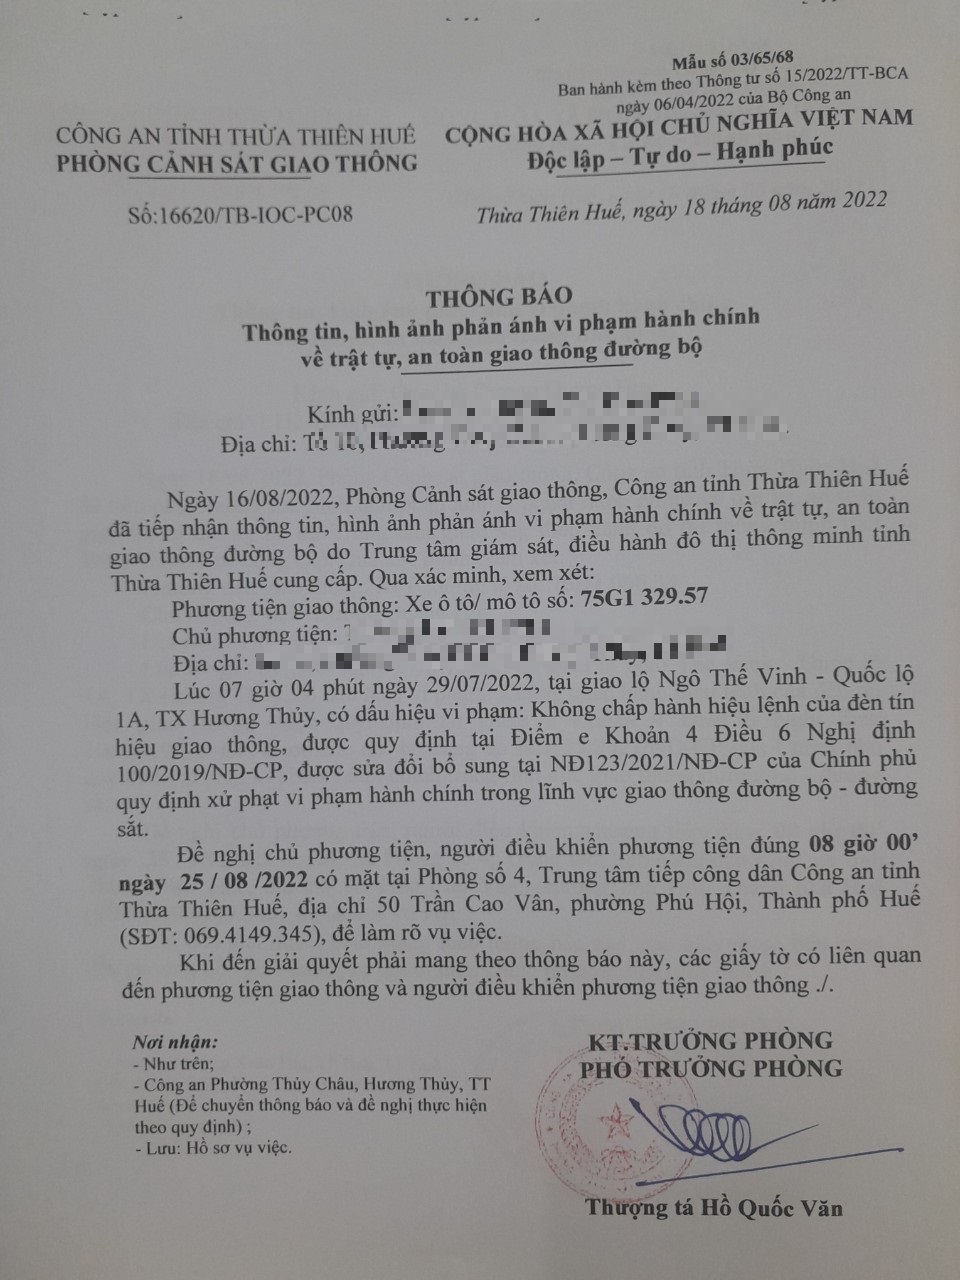 Mẫu số 03/65/68
Ban hành kèm theo Thông tư số 15/2022/TT-BCA
ngày 06/04/2022 của Bộ Công an
CÔNG AN TỈNH THỪA THIÊN HUẾ
PHÒNG CẢNH SÁT GIAO THÔNG
CỘNG HÒA XÃ HỘI CHỦ NGHĨA VIỆT NAM
Độc lập – Tự do – Hạnh phúc
Số:16620/TB-IOC-PC08
Thừa Thiên Huế, ngày 18 tháng 08 năm 2022
THÔNG BÁO
Thông tin, hình ảnh phản ánh vi phạm hành chính
về trật tự, an toàn giao thông đường bộ
Kính gửi:
Địa chỉ:
Ngày 16/08/2022, Phòng Cảnh sát giao thông, Công an tỉnh Thừa Thiên Huế
đã tiếp nhận thông tin, hình ảnh phản ánh vi phạm hành chính về trật tự, an toàn
giao thông đường bộ do Trung tâm giám sát, điều hành đô thị thông minh tỉnh
Thừa Thiên Huế cung cấp. Qua xác minh, xem xét:
Phương tiện giao thông: Xe ô tô/ mô tô số: 75G1 329.57
Chủ phương tiện:
Địa chỉ:
Lúc 07 giờ 04 phút ngày 29/07/2022, tại giao lộ Ngô Thế Vinh - Quốc lộ
1A, TX Hương Thủy, có dấu hiệu vi phạm: Không chấp hành hiệu lệnh của đèn tín
hiệu giao thông, được quy định tại Điểm e Khoản 4 Điều 6 Nghị định
100/2019/NĐ-CP, được sửa đổi bổ sung tại NĐ123/2021/NĐ-CP của Chính phủ
quy định xử phạt vi phạm hành chính trong lĩnh vực giao thông đường bộ - đường
sắt.
Đề nghị chủ phương tiện, người điều khiển phương tiện đúng 08 giờ 00’
ngày 25 / 08 /2022 có mặt tại Phòng số 4, Trung tâm tiếp công dân Công an tỉnh
Thừa Thiên Huế, địa chỉ 50 Trần Cao Vân, phường Phú Hội, Thành phố Huế
(SĐT: 069.4149.345), để làm rõ vụ việc.
Khi đến giải quyết phải mang theo thông báo này, các giấy tờ có liên quan
đến phương tiện giao thông và người điều khiển phương tiện giao thông ./.
Nơi nhận:
- Như trên;
- Công an Phường Thủy Châu, Hương Thủy, TT
Huế (Để chuyển thông báo và đề nghị thực hiện
theo quy định) ;
- Lưu: Hồ sơ vụ việc.
KT.TRƯỞNG PHÒNG
PHÓ TRƯỞNG PHÒNG
Thượng tá Hồ Quốc Văn